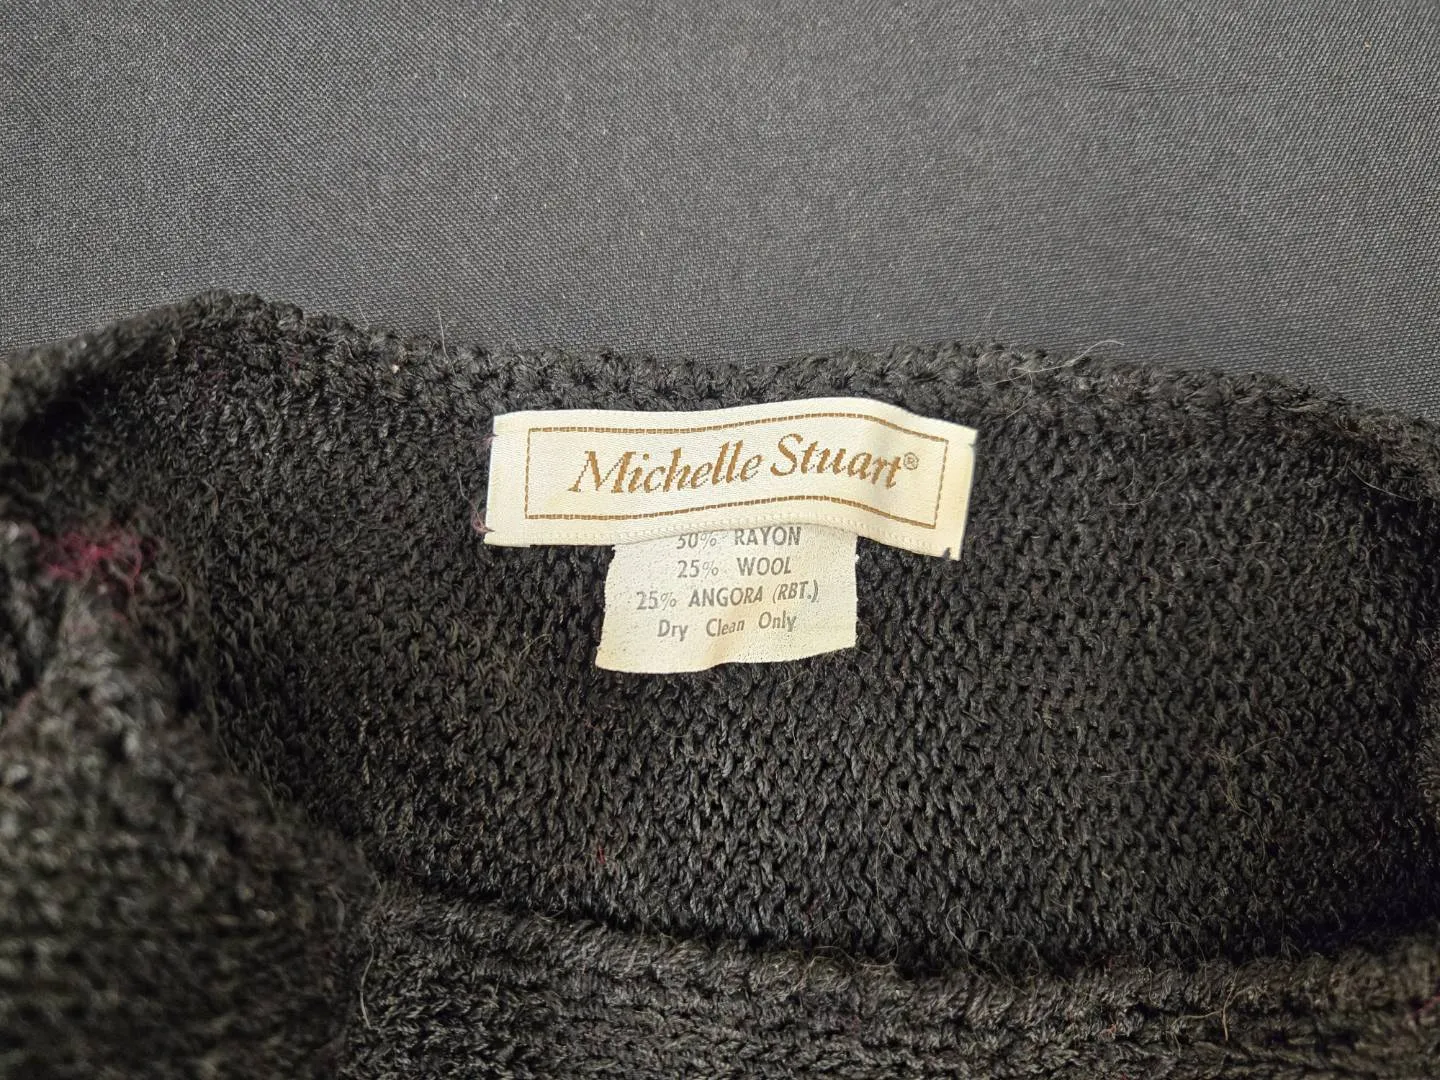 Michelle Stuart®
50% RAYON
25% WOOL
25% ANGORA (RBT.)
Dry Clean Only